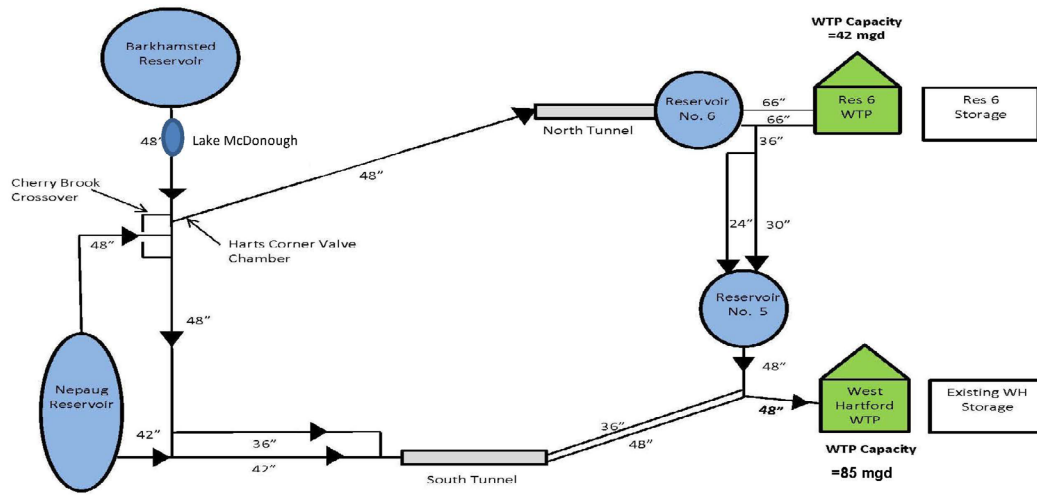 Barkhamsted
Reservoir
48”
Lake McDonough
Cherry Brook
Crossover
48”
Harts Corner Valve
Chamber
48”
North Tunnel
Reservoir
No. 6
66”
66”
36”
WTP Capacity
=42 mgd
Res 6
WTP
Res 6
Storage
24”
30”
Reservoir
No. 5
48”
48”
Nepaug
Reservoir
42”
36”
42”
South Tunnel
36”
48”
48”
West
Hartford
WTP
Existing WH
Storage
WTP Capacity
=85 mgd